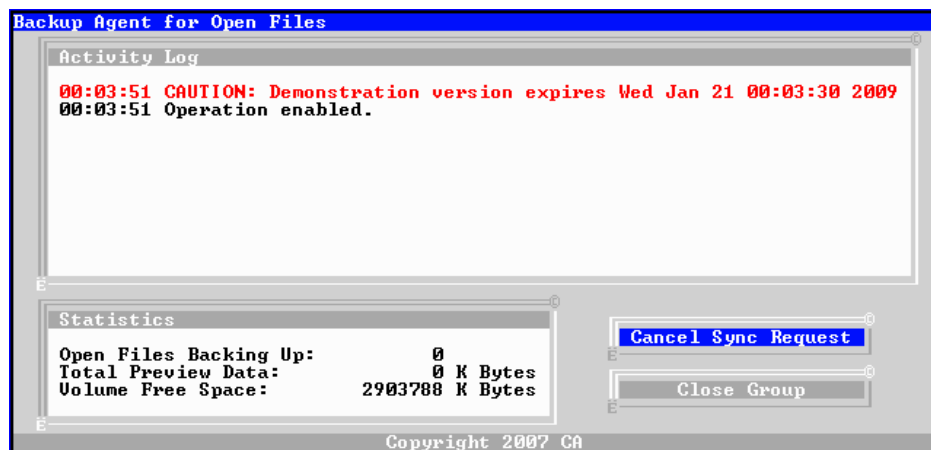 Backup Agent for Open Files
Activity Log
00:03:51 CAUTION: Demonstration version expires Wed Jan 21 00:03:30 2009
00:03:51 Operation enabled.
Statistics
Open Files Backing Up: 0
Total Preview Data: 0 K Bytes
Volume Free Space: 2903788 K Bytes
Cancel Sync Request
Close Group
Copyright 2007 CA